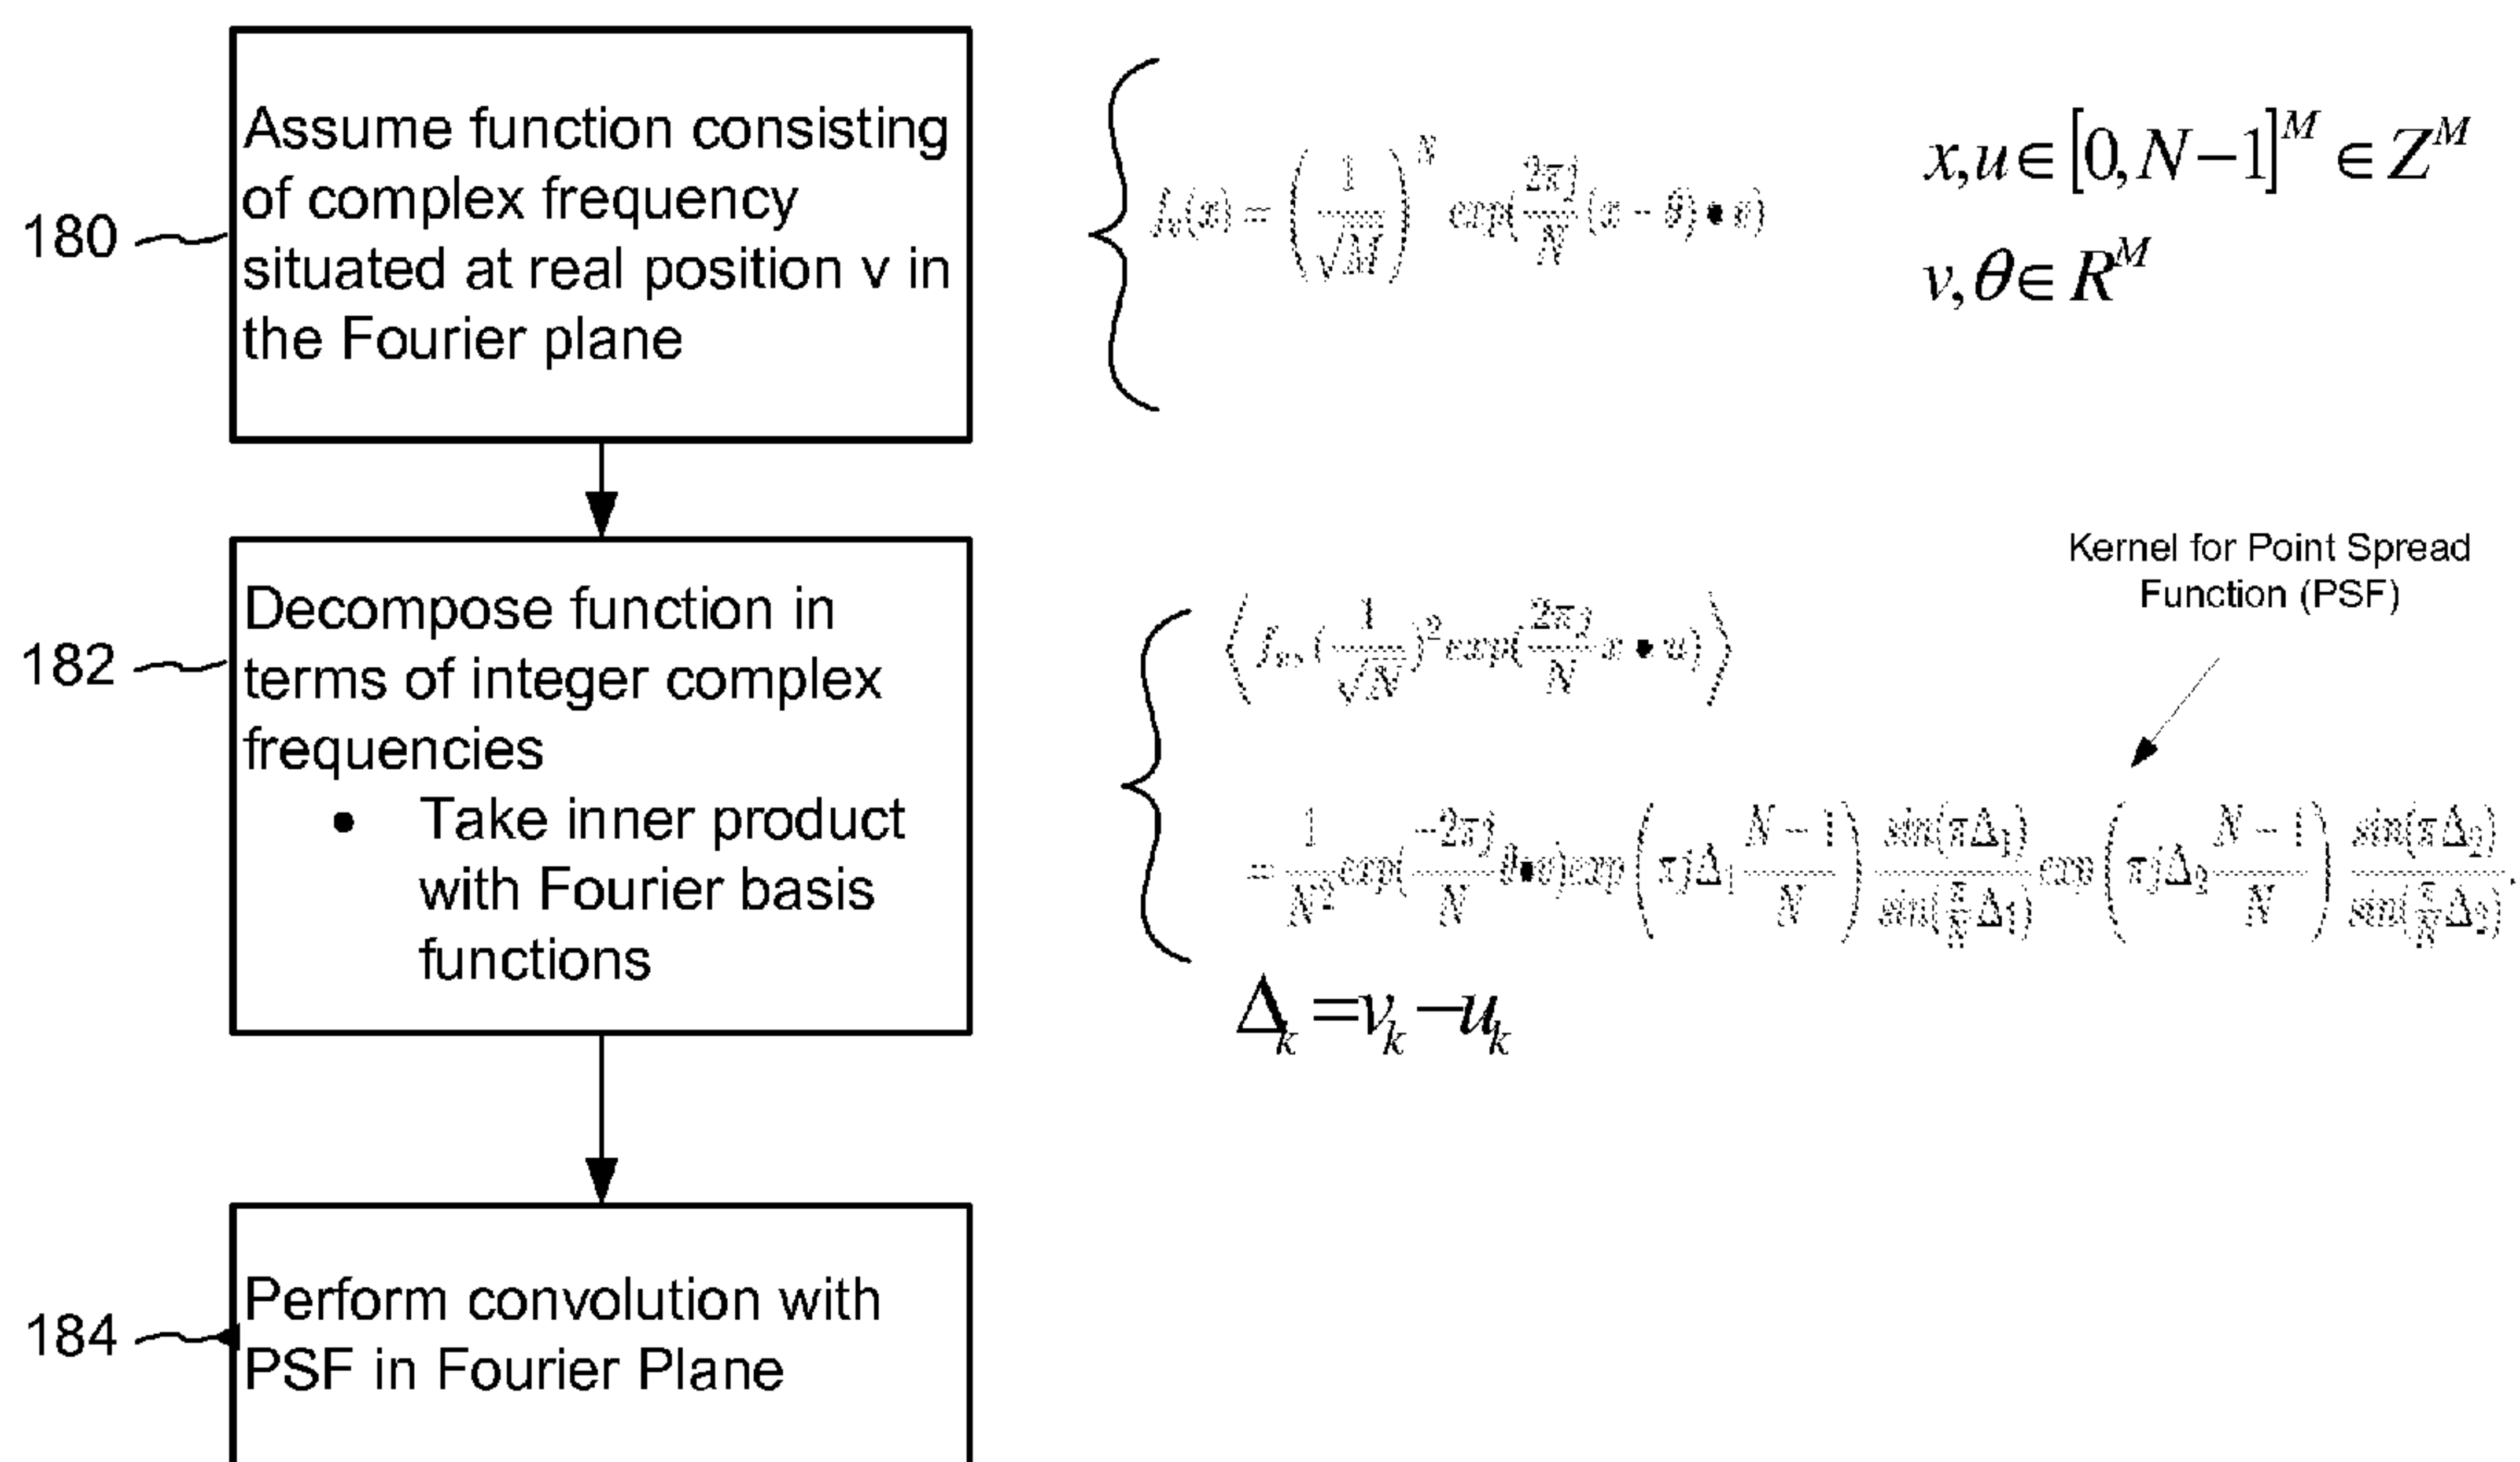 180
Assume function consisting
of complex frequency
situated at real position v in
the Fourier plane
x,u∈[0,N−1]^M ∈ Z^M
v,θ∈ R^M
182
Decompose function in
terms of integer complex
frequencies
• Take inner product
with Fourier basis
functions
Kernel for Point Spread
Function (PSF)
Δ_k =v_k−u_k
184
Perform convolution with
PSF in Fourier Plane